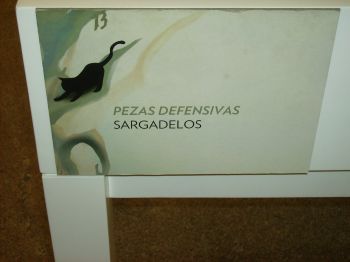 13
PEZAS DEFENSIVAS
SARGADELOS